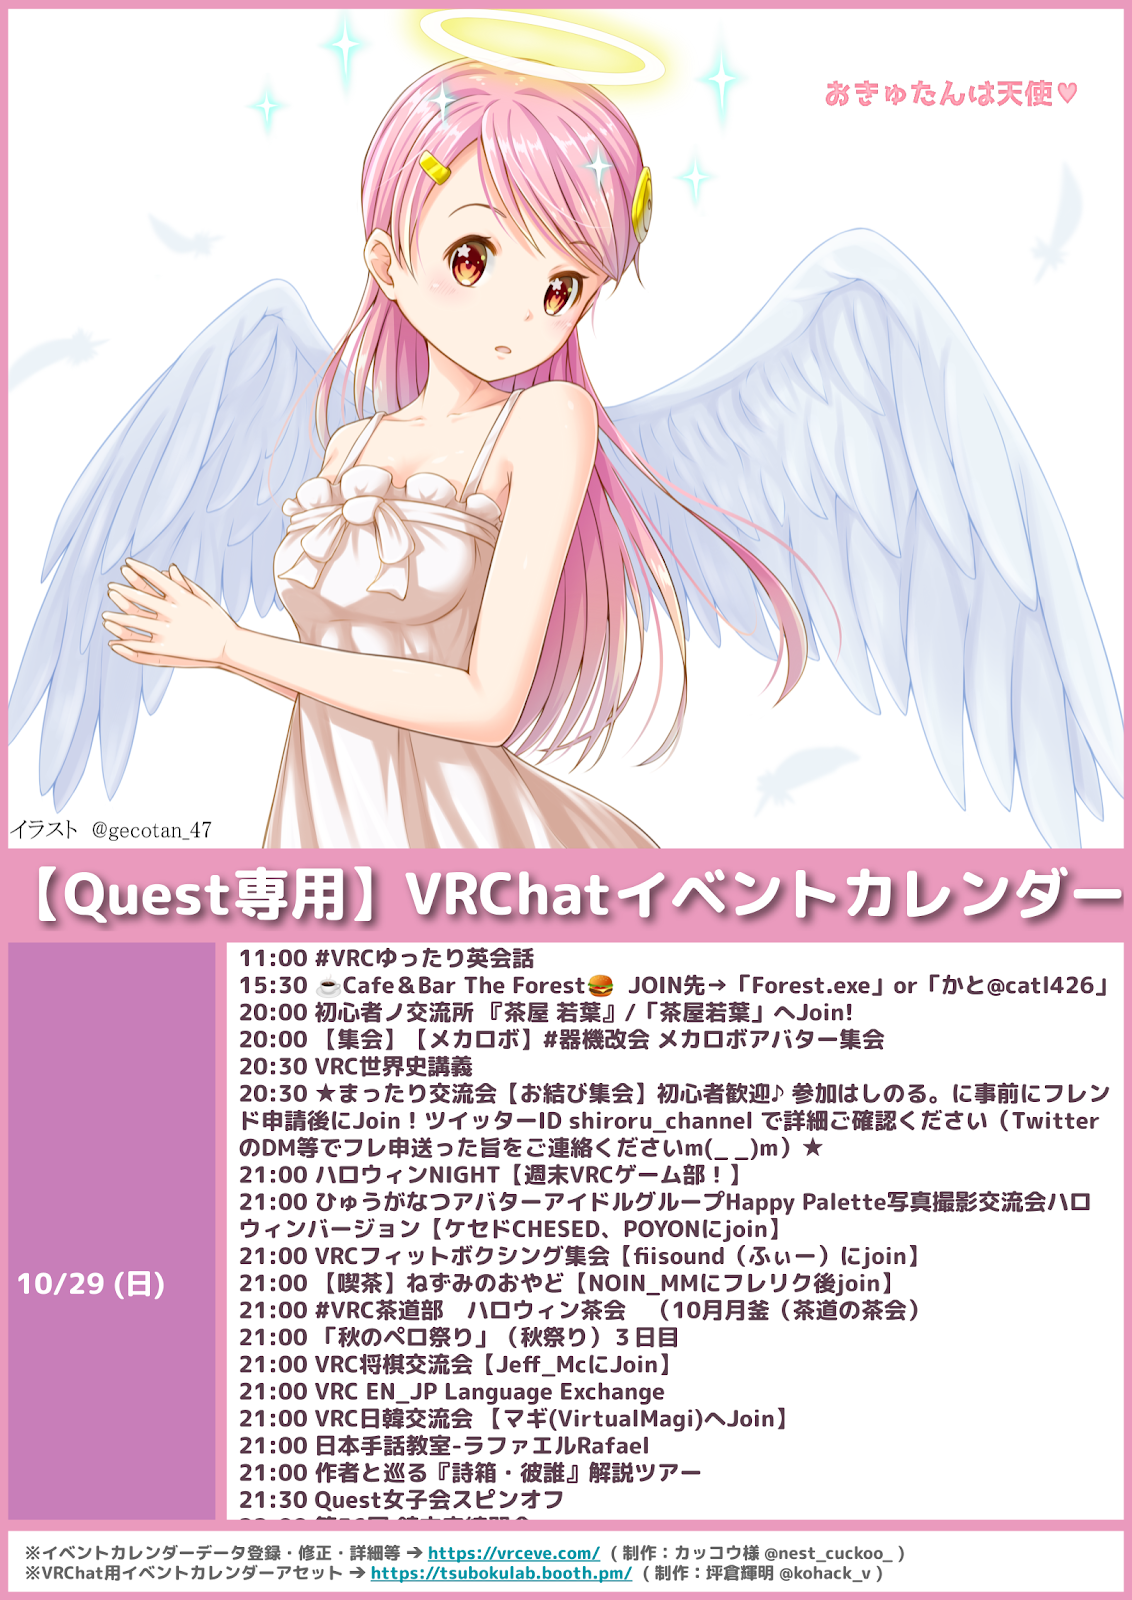 おきゅたんは天使♥
イラスト @gecotan_47
【Quest専用】VRChatイベントカレンダー
10/29 (日)
11:00 #VRCゆったり英会話
15:30 ☕Cafe＆Bar The Forest🍔 JOIN先→「Forest.exe」or「かと@catl426」
20:00 初心者ノ交流所 『茶屋 若葉』/「茶屋若葉」へJoin!
20:00 【集会】【メカロボ】#器機改会 メカロボアバター集会
20:30 VRC世界史講義
20:30 ★まったり交流会【お結び集会】初心者歓迎♪ 参加はしのる。に事前にフレン
ド申請後にJoin！ツイッターID shiroru_channel で詳細ご確認ください（Twitter
のDM等でフレ申送った旨をご連絡くださいm(_ _)m）★
21:00 ハロウィンNIGHT【週末VRCゲーム部！】
21:00 ひゅうがなつアバターアイドルグループHappy Palette写真撮影交流会ハロ
ウィンバージョン【ケセドCHESED、POYONにjoin】
21:00 VRCフィットボクシング集会【fiisound（ふぃー）にjoin】
21:00 【喫茶】ねずみのおやど【NOIN_MMにフレリク後join】
21:00 #VRC茶道部　ハロウィン茶会　（10月月釜（茶道の茶会）
21:00 「秋のペロ祭り」（秋祭り）３日目
21:00 VRC将棋交流会【Jeff_McにJoin】
21:00 VRC EN_JP Language Exchange
21:00 VRC日韓交流会 【マギ(VirtualMagi)へJoin】
21:00 日本手話教室-ラファエルRafael
21:00 作者と巡る『詩箱・彼誰』解説ツアー
21:30 Quest女子会スピンオフ
※イベントカレンダーデータ登録・修正・詳細等 ➔ https://vrceve.com/ ( 制作：カッコウ様 @nest_cuckoo_ )
※VRChat用イベントカレンダーアセット ➔ https://tsubokulab.booth.pm/ ( 制作：坪倉輝明 @kohack_v )